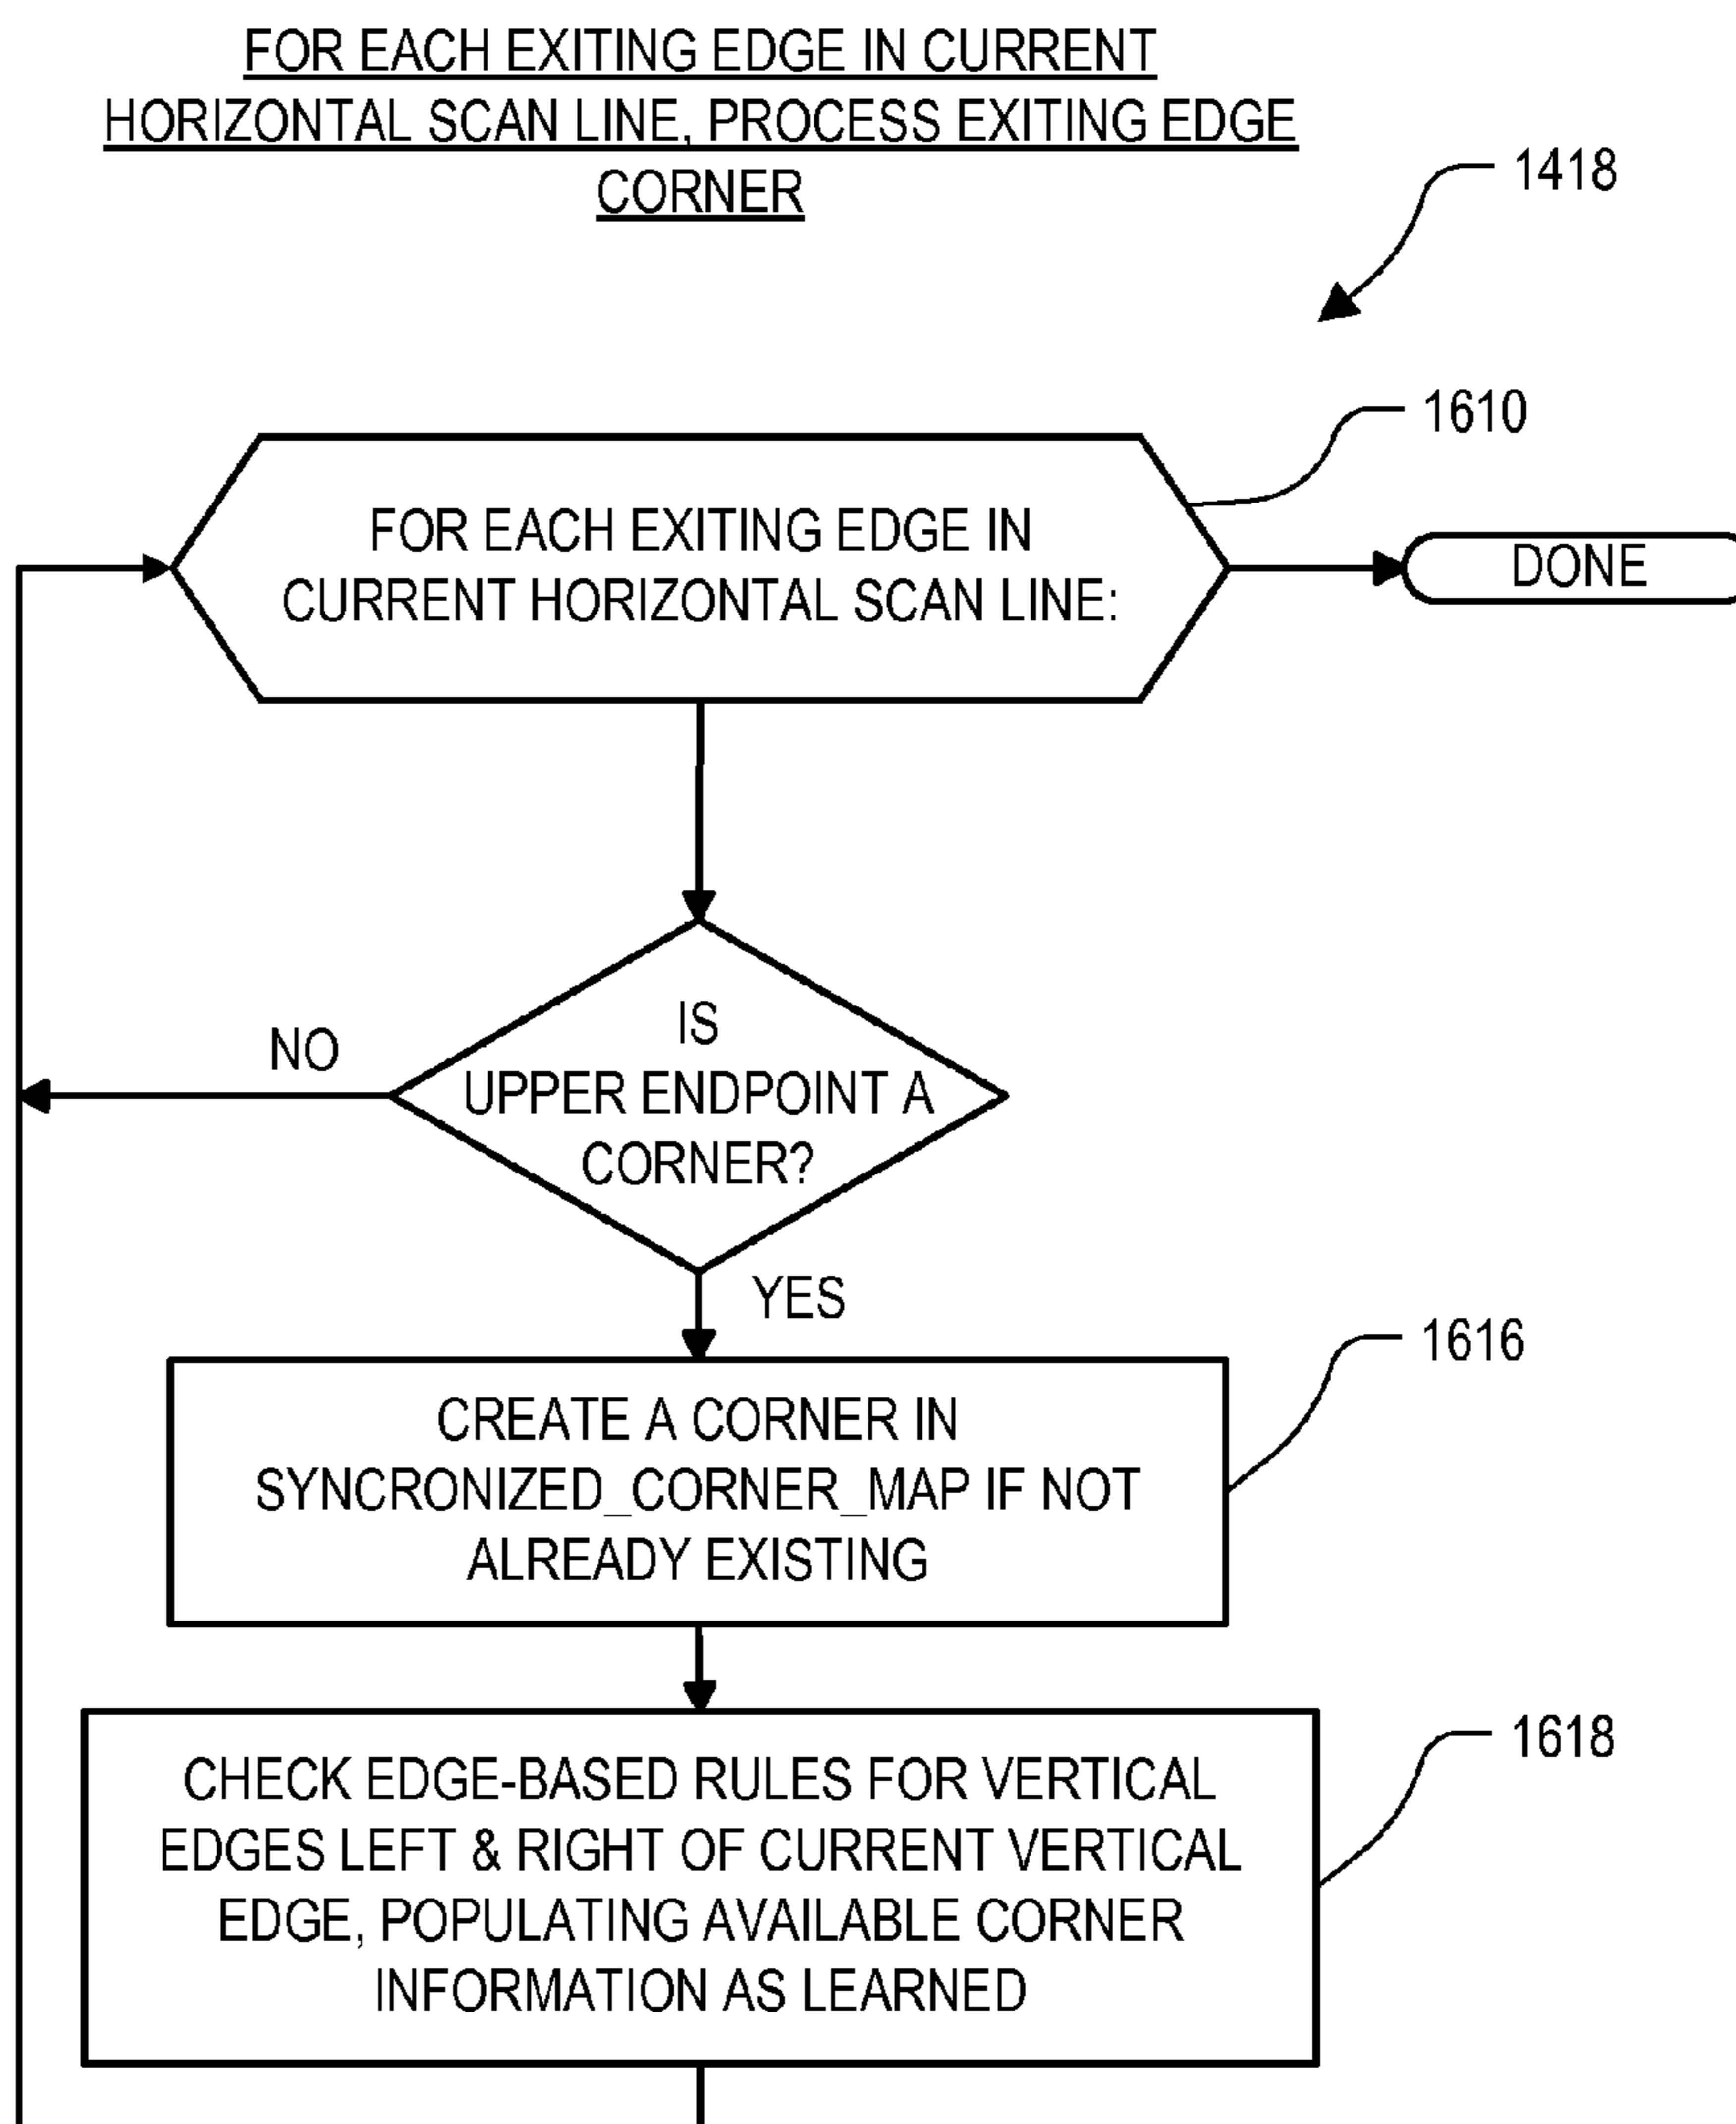 FOR EACH EXITING EDGE IN CURRENT
HORIZONTAL SCAN LINE, PROCESS EXITING EDGE
CORNER
1418
1610
FOR EACH EXITING EDGE IN
CURRENT HORIZONTAL SCAN LINE:
DONE
IS
UPPER ENDPOINT A
CORNER?
NO
YES
1616
CREATE A CORNER IN
SYNCRONIZED_CORNER_MAP IF NOT
ALREADY EXISTING
1618
CHECK EDGE-BASED RULES FOR VERTICAL
EDGES LEFT & RIGHT OF CURRENT VERTICAL
EDGE, POPULATING AVAILABLE CORNER
INFORMATION AS LEARNED